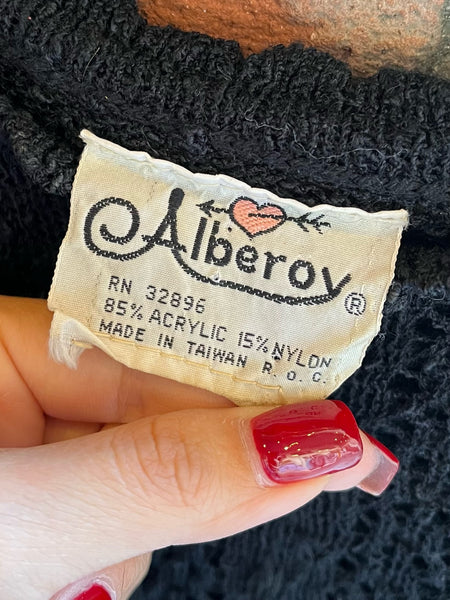 Alberoy®
RN 32896
85% ACRYLIC 15% NYLON
MADE IN TAIWAN R.O.C.